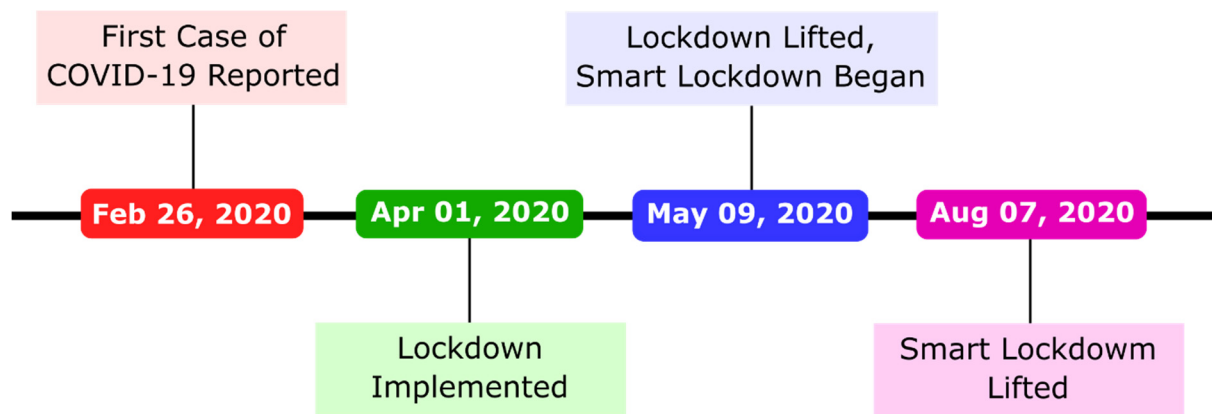 First Case of
COVID-19 Reported
Lockdown Lifted,
Smart Lockdown Began
Feb 26, 2020
Apr 01, 2020
May 09, 2020
Aug 07, 2020
Lockdown
Implemented
Smart Lockdowm
Lifted